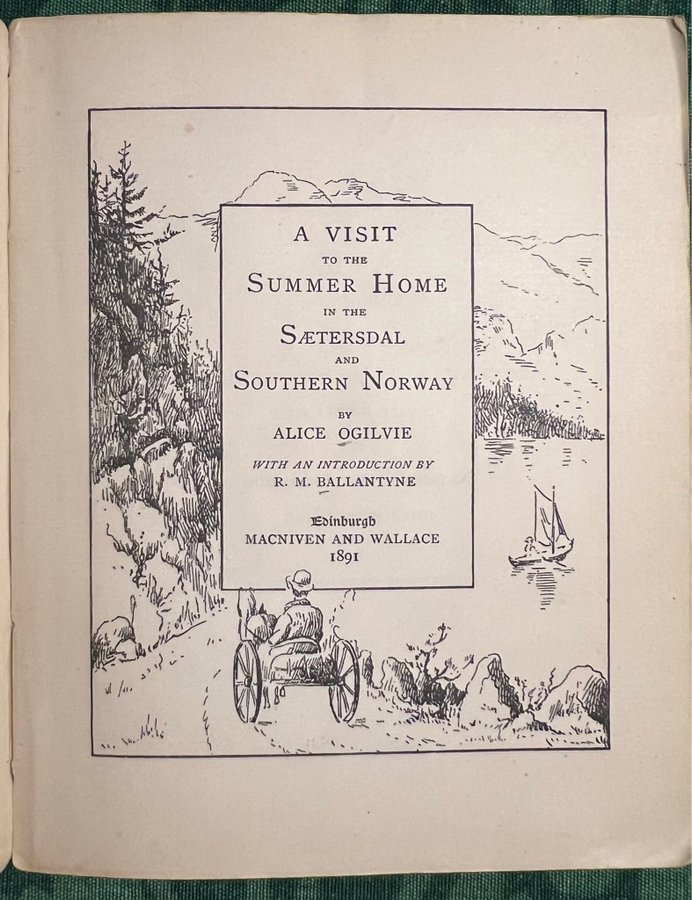 A VISIT
TO THE
SUMMER HOME
IN THE
SÆTERSDAL
AND
SOUTHERN NORWAY
BY
ALICE OGILVIE
WITH AN INTRODUCTION BY
R. M. BALLANTYNE
Edinburgh
MACNIVEN AND WALLACE
1891